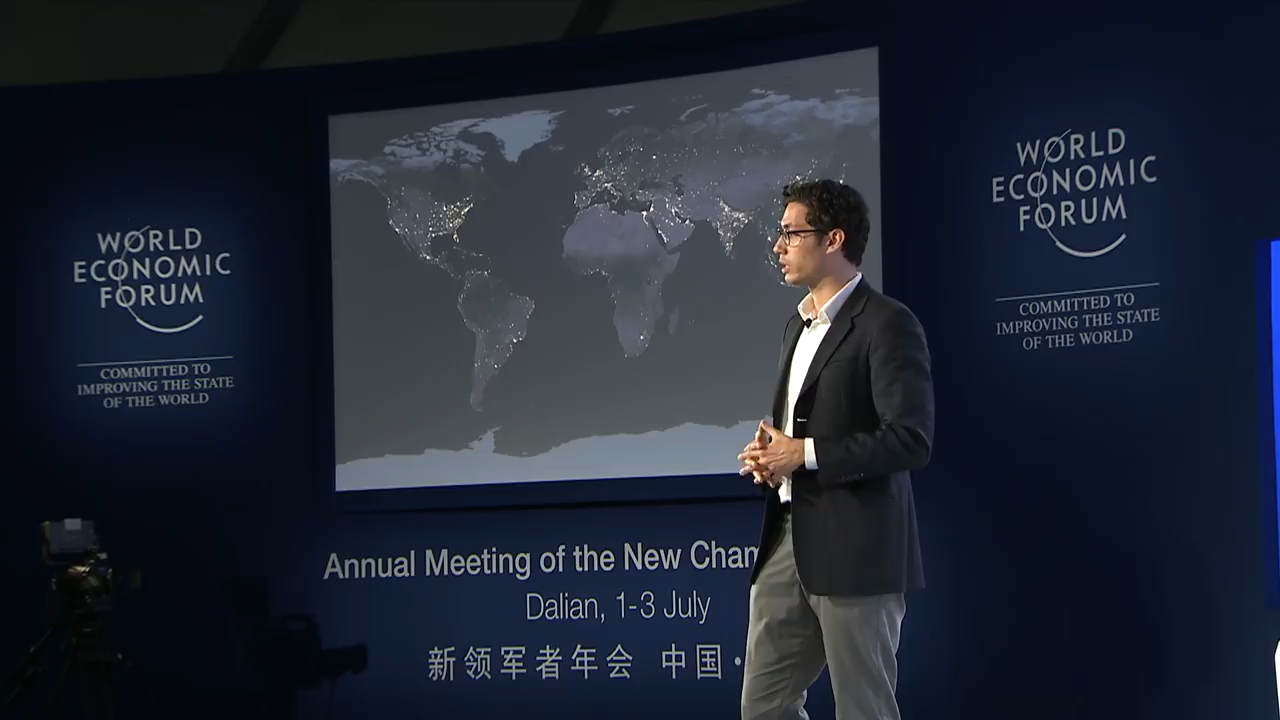 WORLD
ECONOMIC
FORUM
COMMITTED TO
IMPROVING THE STATE
OF THE WORLD
WORLD
ECONOMIC
FORUM
COMMITTED TO
IMPROVING THE STATE
OF THE WORLD
Annual Meeting of the New Cham
Dalian, 1-3 July
新领军者年会 中国·